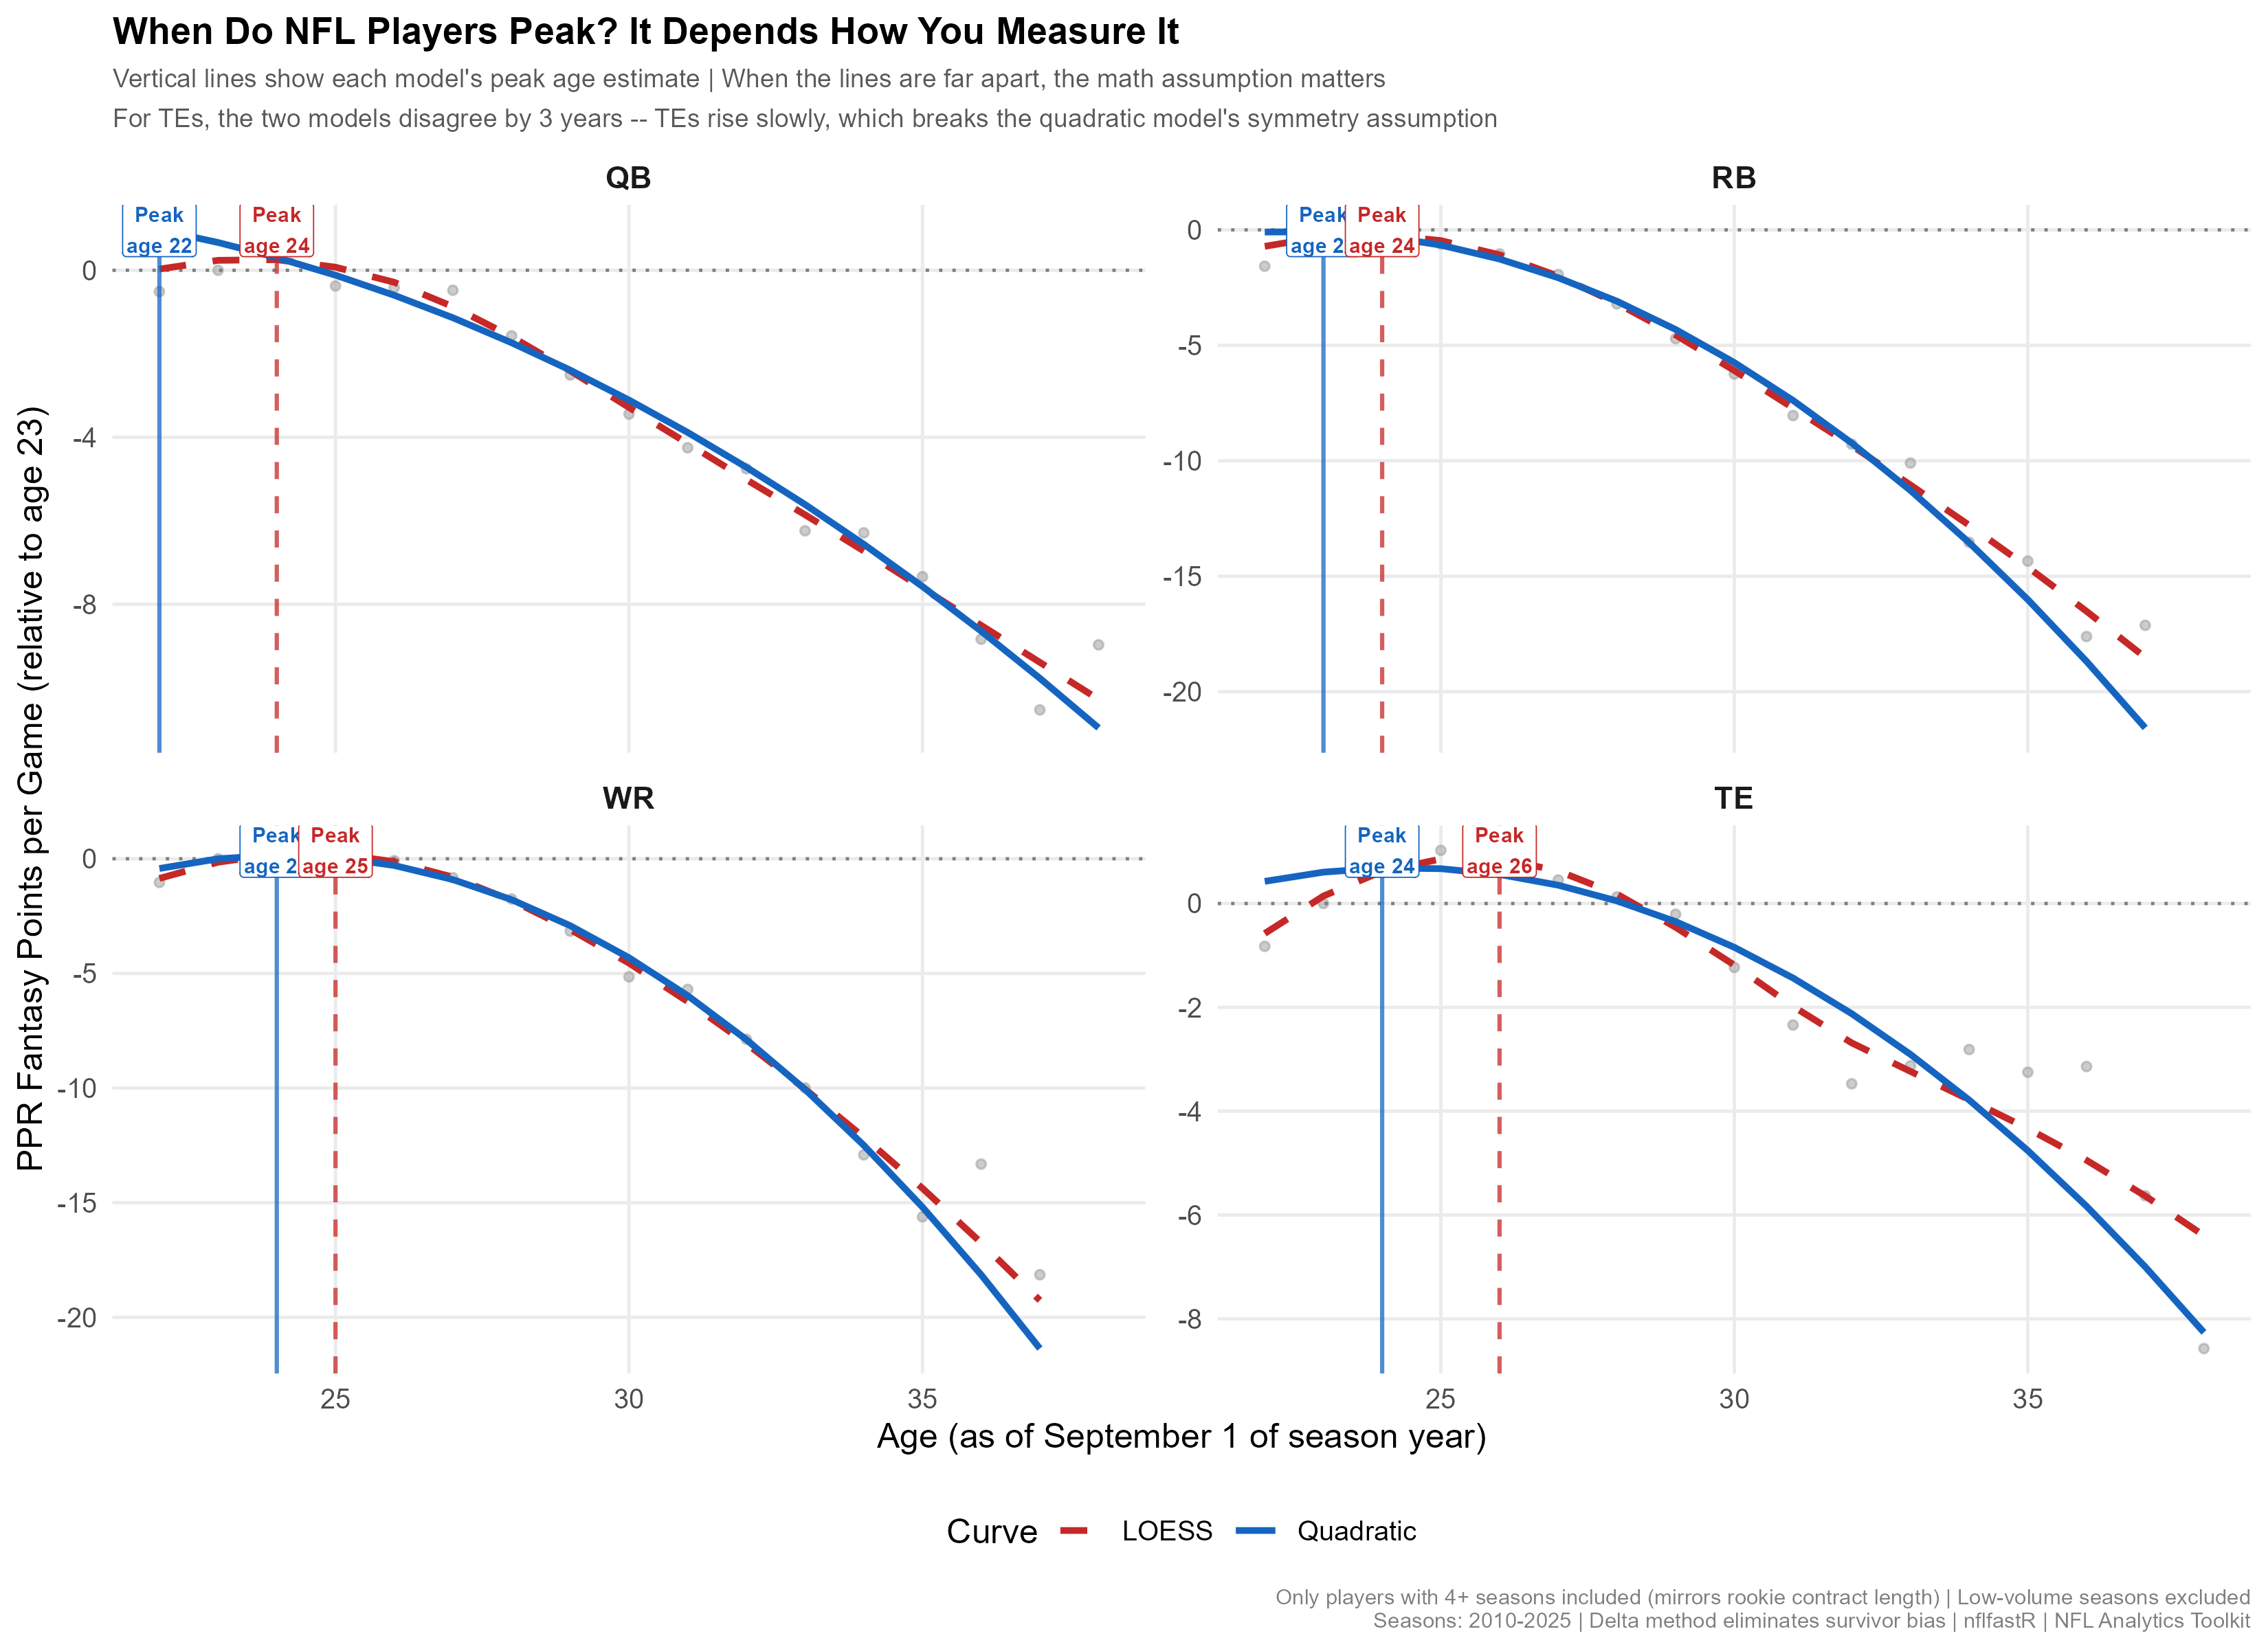 When Do NFL Players Peak? It Depends How You Measure It
Vertical lines show each model's peak age estimate | When the lines are far apart, the math assumption matters
For TEs, the two models disagree by 3 years -- TEs rise slowly, which breaks the quadratic model's symmetry assumption
PPR Fantasy Points per Game (relative to age 23)
QB
Peak
age 22
Peak
age 24
0
-4
-8
RB
Peak
age 2
Peak
age 24
0
-5
-10
-15
-20
WR
Peak
age 2
Peak
age 25
0
-5
-10
-15
-20
25
30
35
TE
Peak
age 24
Peak
age 26
0
-2
-4
-6
-8
25
30
35
Age (as of September 1 of season year)
Curve
LOESS
Quadratic
Only players with 4+ seasons included (mirrors rookie contract length) | Low-volume seasons excluded
Seasons: 2010-2025 | Delta method eliminates survivor bias | nflfastR | NFL Analytics Toolkit